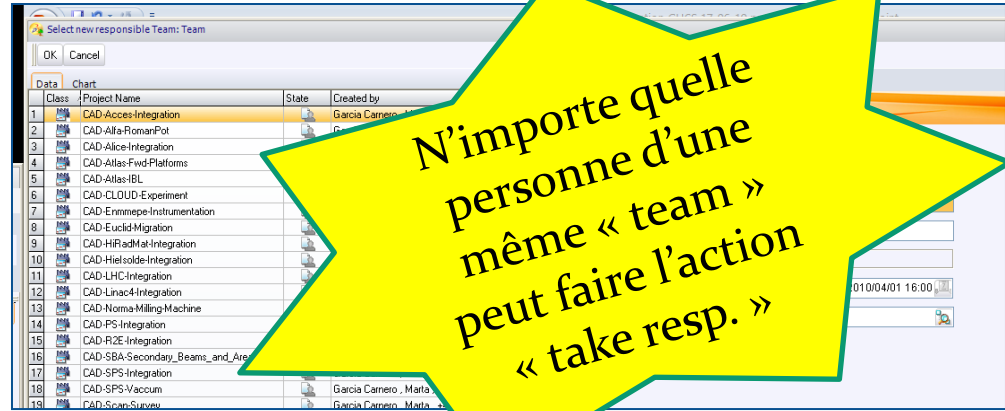 Select new responsible Team: Team
OK Cancel
Data Chart
Class Project Name State Created by
1 CAD-Acces-Integration Garcia Carnero
2 CAD-Alfa-RomanPot
3 CAD-Alice-Integration
4 CAD-Atlas-Fwd-Platforms
5 CAD-Atlas-IBL
6 CAD-CLOUD-Experiment
7 CAD-Enmmepe-Instrumentation
8 CAD-Euclid-Migration
9 CAD-HiRadMat-Integration
10 CAD-HieIsolde-Integration
11 CAD-LHC-Integration
12 CAD-Linac4-Integration
13 CAD-Norma-Milling-Machine
14 CAD-PS-Integration
15 CAD-R2E-Integration
16 CAD-SBA-Secondary_Beams_and_Area
17 CAD-SPS-Integration Garcia Carnero , Marta
18 CAD-SPS-Vaccum Garcia Carnero , Marta
19 CAD-Scan-Survey Garcia Carnero , Marta
N’importe quelle
personne d’une
même « team »
peut faire l’action
« take resp. »
010/04/01 16:00